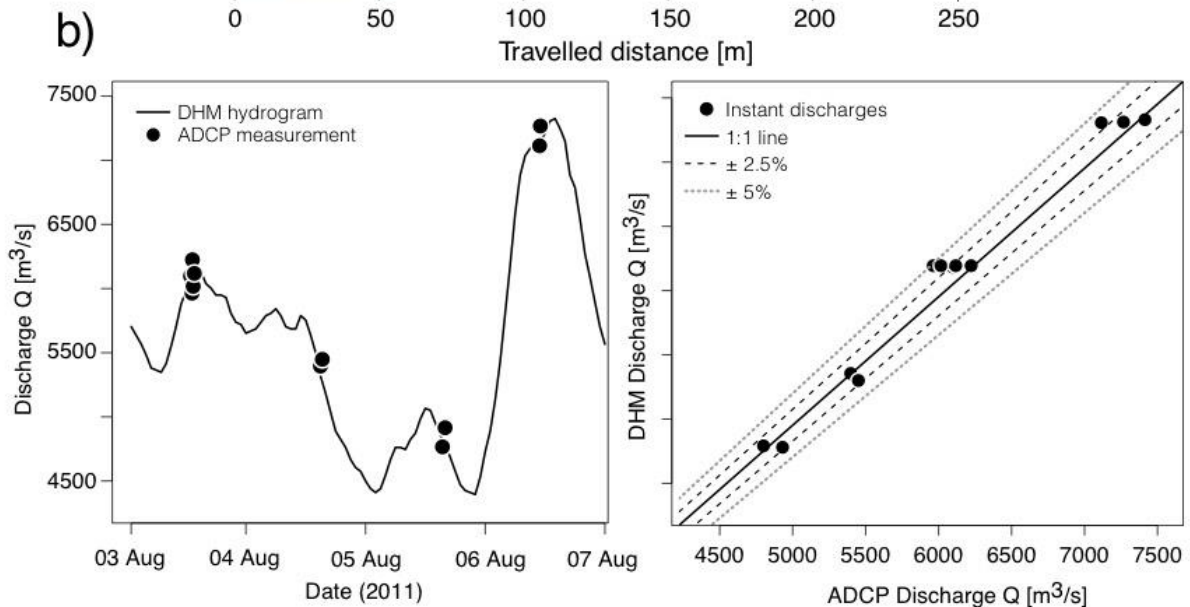 0 50 100 150 200 250
b)
Travelled distance [m]
7500
6500
5500
4500
Discharge Q [m³/s]
DHM hydrogram
ADCP measurement
03 Aug 04 Aug 05 Aug 06 Aug 07 Aug
Date (2011)
Instant discharges
1:1 line
± 2.5%
± 5%
DHM Discharge Q [m³/s]
4500 5000 5500 6000 6500 7000 7500
ADCP Discharge Q [m³/s]